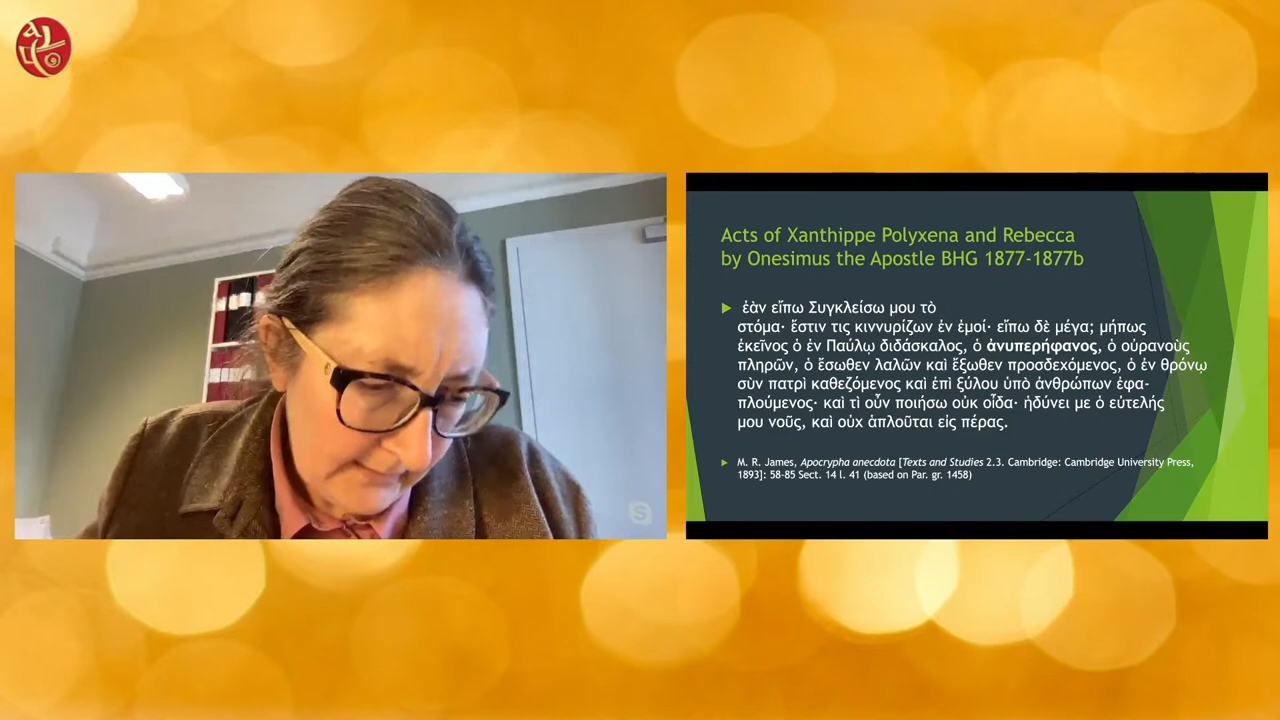 Acts of Xanthippe Polyxena and Rebecca
by Onesimus the Apostle BHG 1877-1877b
ἐὰν εἴπω Συγκλείσω μου τὸ
στόμα· ἔστιν τις κιννυρίζων ἐν ἐμοί· εἴπω δὲ μέγα; μήπως
ἐκεῖνος ὁ ἐν Παύλῳ διδάσκαλος, ὁ ἀνυπερήφανος, ὁ οὐρανοὺς
πληρῶν, ὁ ἔσωθεν λαλῶν καὶ ἔξωθεν προσδεχόμενος, ὁ ἐν θρόνῳ
σὺν πατρὶ καθεζόμενος καὶ ἐπὶ ξύλου ὑπὸ ἀνθρώπων ἐφα-
πλούμενος· καὶ τὶ οὖν ποιήσω οὐκ οἶδα· ἡδύνει με ὁ εὐτελής
μου νοῦς, καὶ οὐχ ἁπλοῦται εἰς πέρας.
M. R. James, Apocrypha anecdota [Texts and Studies 2.3. Cambridge: Cambridge University Press,
1893]: 58-85 Sect. 14 l. 41 (based on Par. gr. 1458)